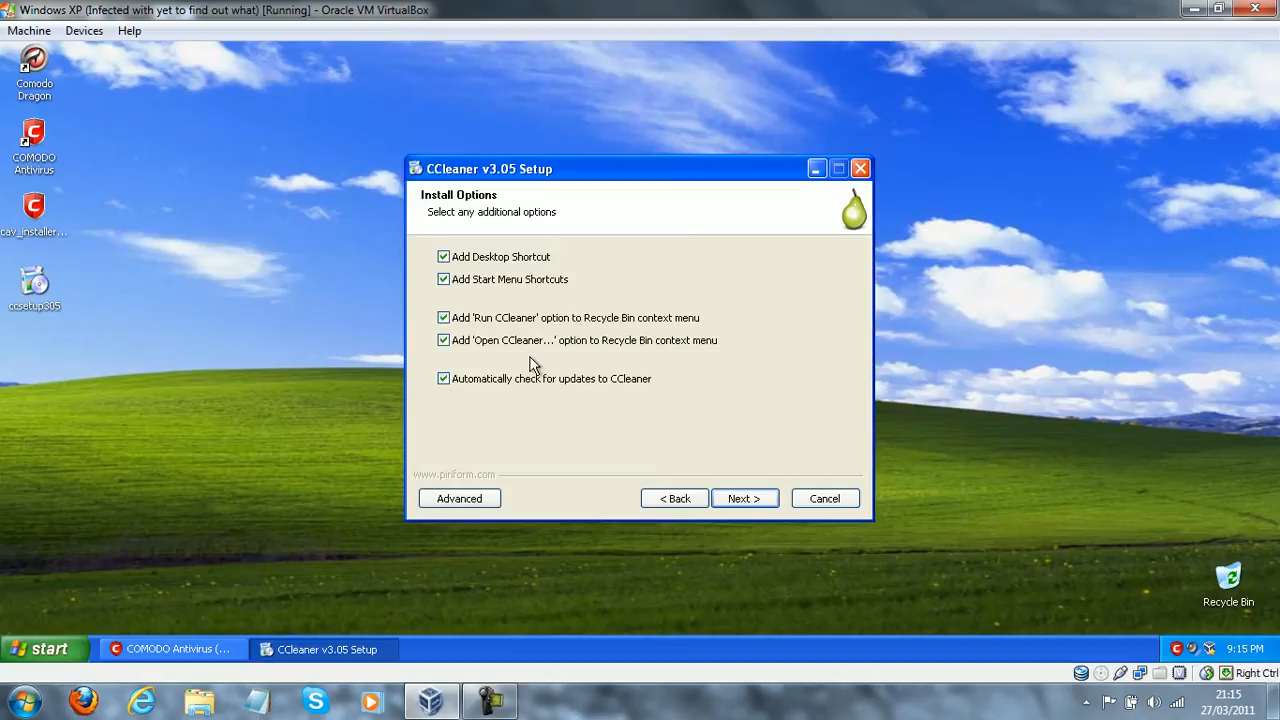 Windows XP (Infected with yet to find out what) [Running] - Oracle VM VirtualBox
Machine Devices Help
Comodo
Dragon
COMODO
Antivirus
cav_installer...
ccsetup305
CCleaner v3.05 Setup
Install Options
Select any additional options
Add Desktop Shortcut
Add Start Menu Shortcuts
Add 'Run CCleaner' option to Recycle Bin context menu
Add 'Open CCleaner...' option to Recycle Bin context menu
Automatically check for updates to CCleaner
www.piriform.com
Advanced
< Back
Next >
Cancel
Recycle Bin
start
COMODO Antivirus (...
CCleaner v3.05 Setup
9:15 PM
Right Ctrl
21:15
27/03/2011